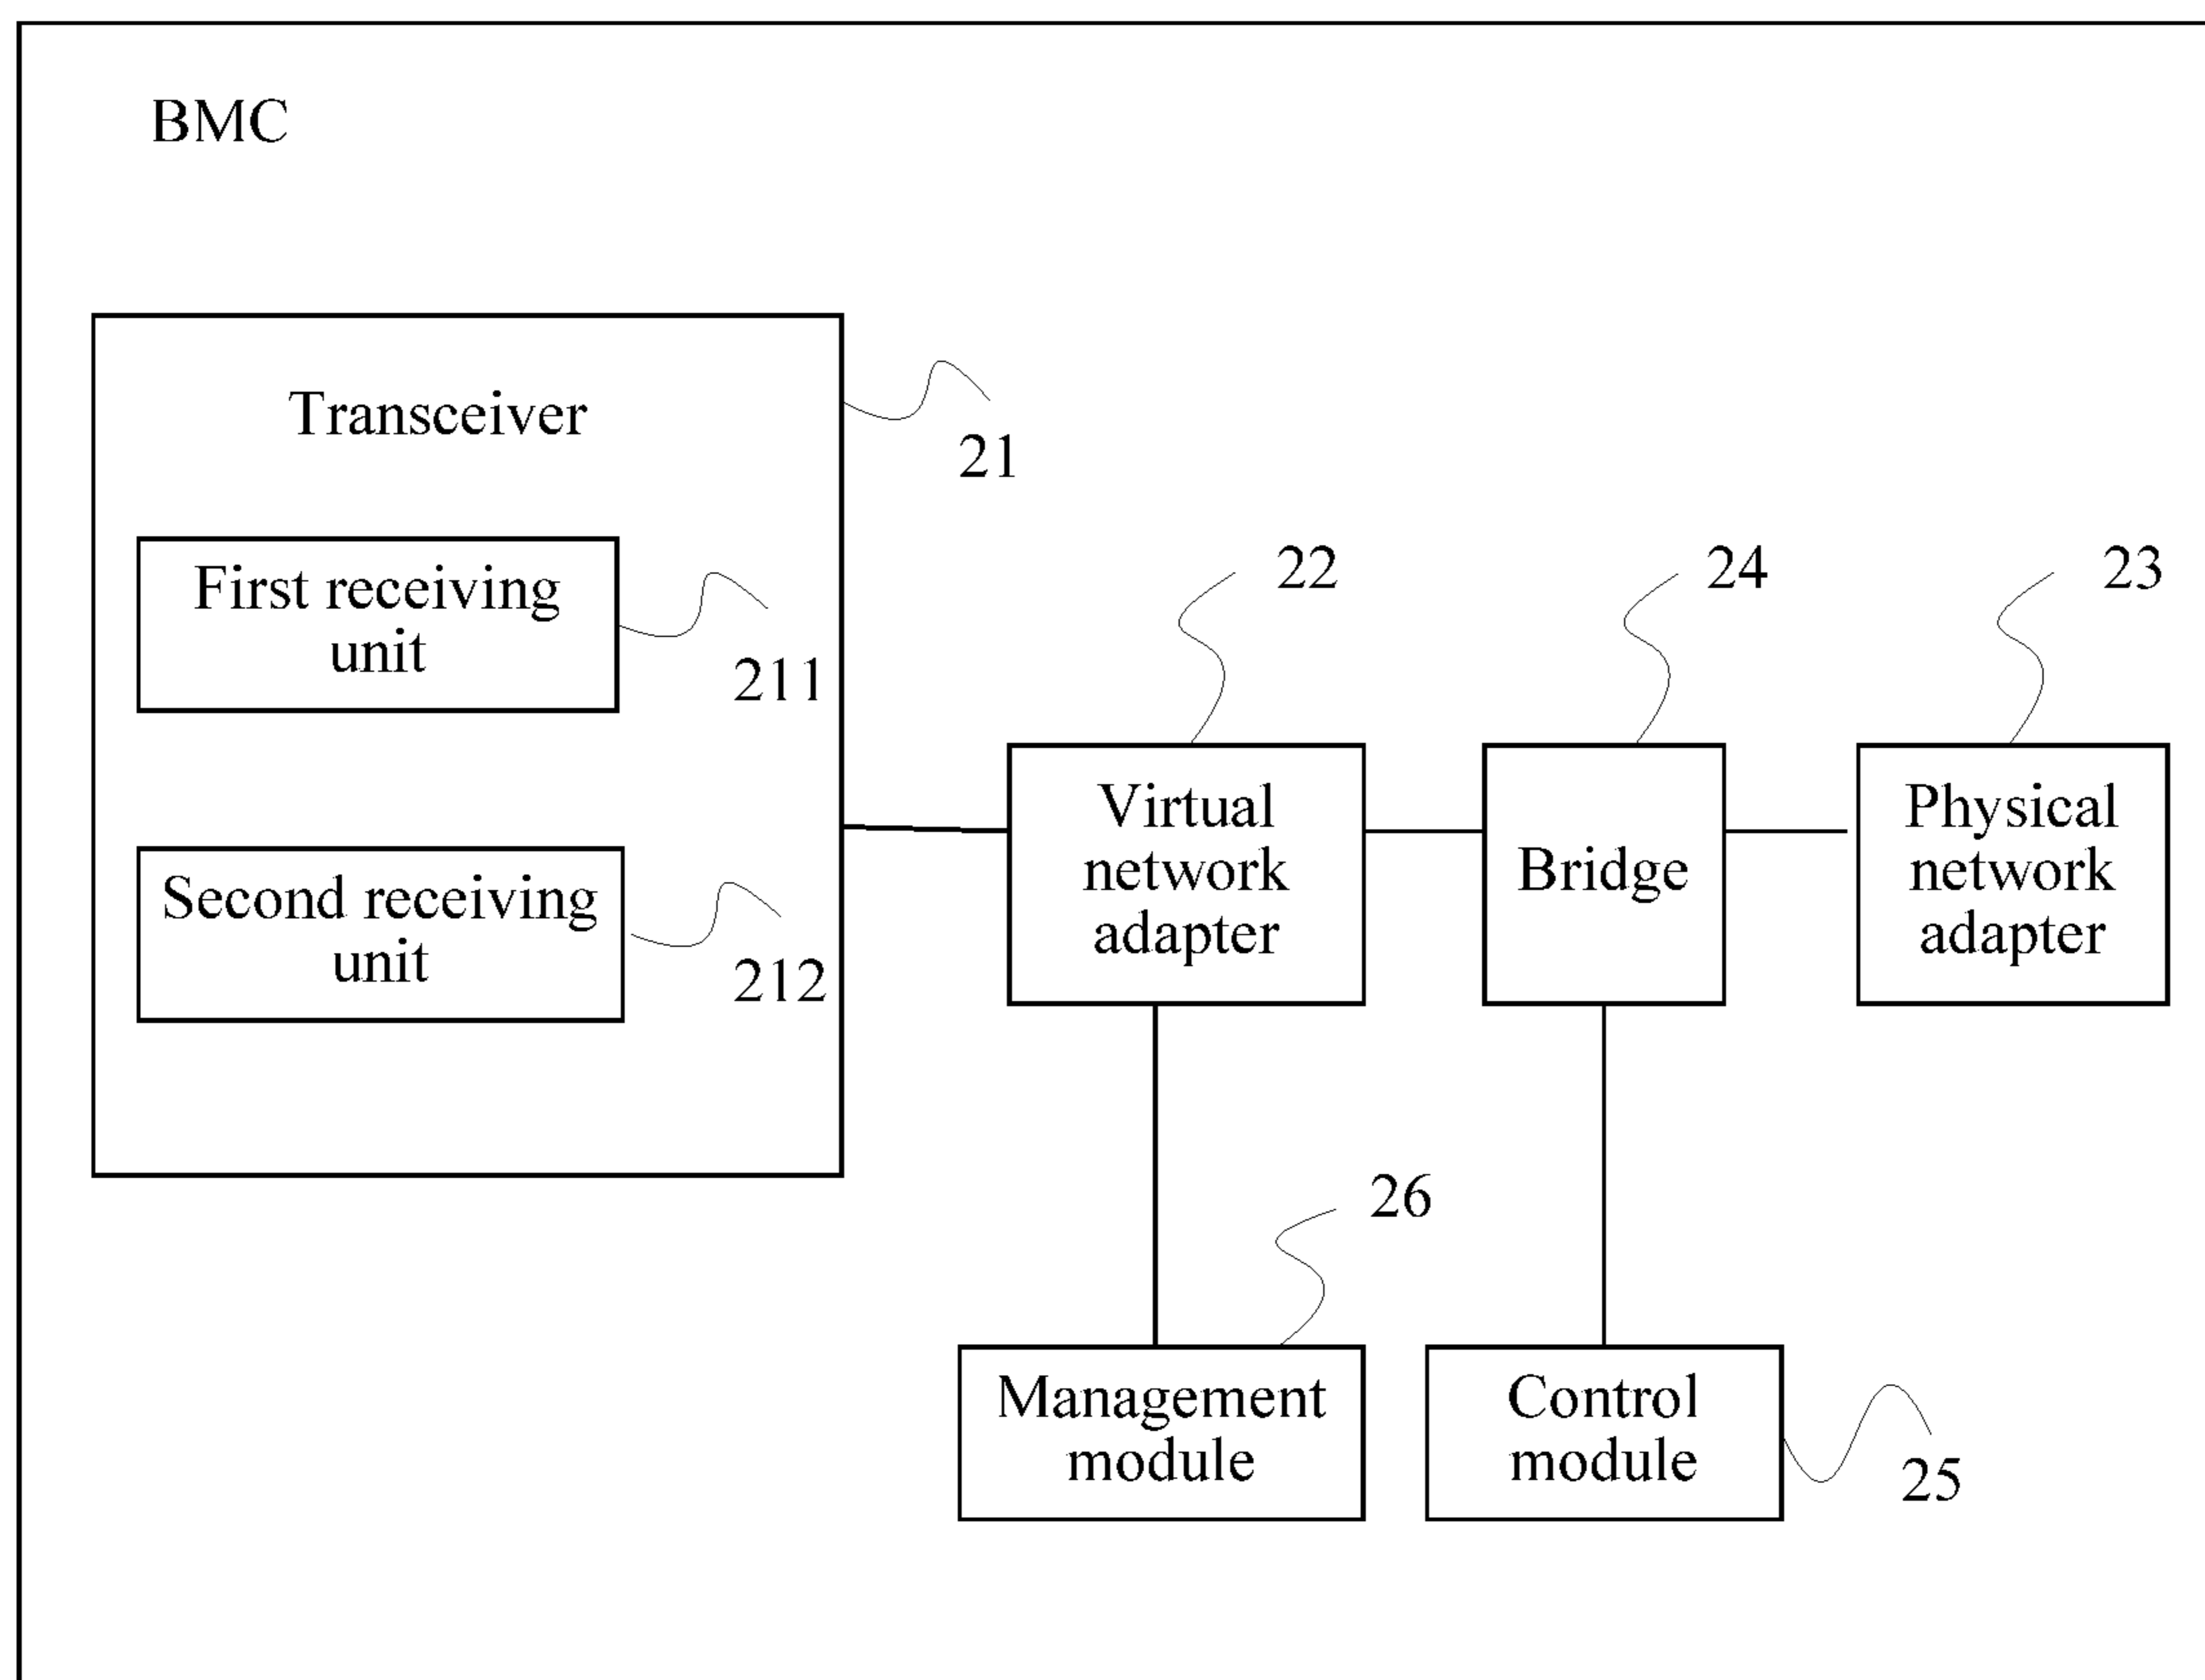 BMC
Transceiver
21
First receiving
unit
211
Second receiving
unit
212
22
24
23
Virtual
network
adapter
Bridge
Physical
network
adapter
26
Management
module
Control
module
25